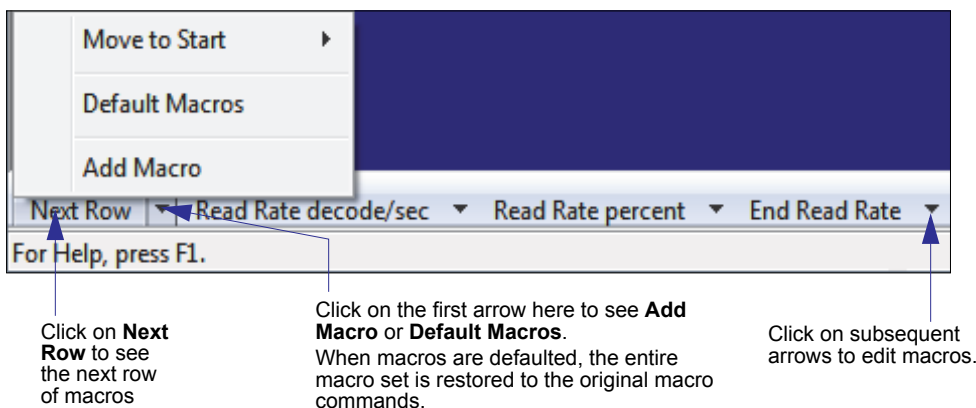 Move to Start
Default Macros
Add Macro
Next Row Read Rate decode/sec Read Rate percent End Read Rate
For Help, press F1.
Click on Next
Row to see
the next row
of macros
Click on the first arrow here to see Add
Macro or Default Macros.
When macros are defaulted, the entire
macro set is restored to the original macro
commands.
Click on subsequent
arrows to edit macros.